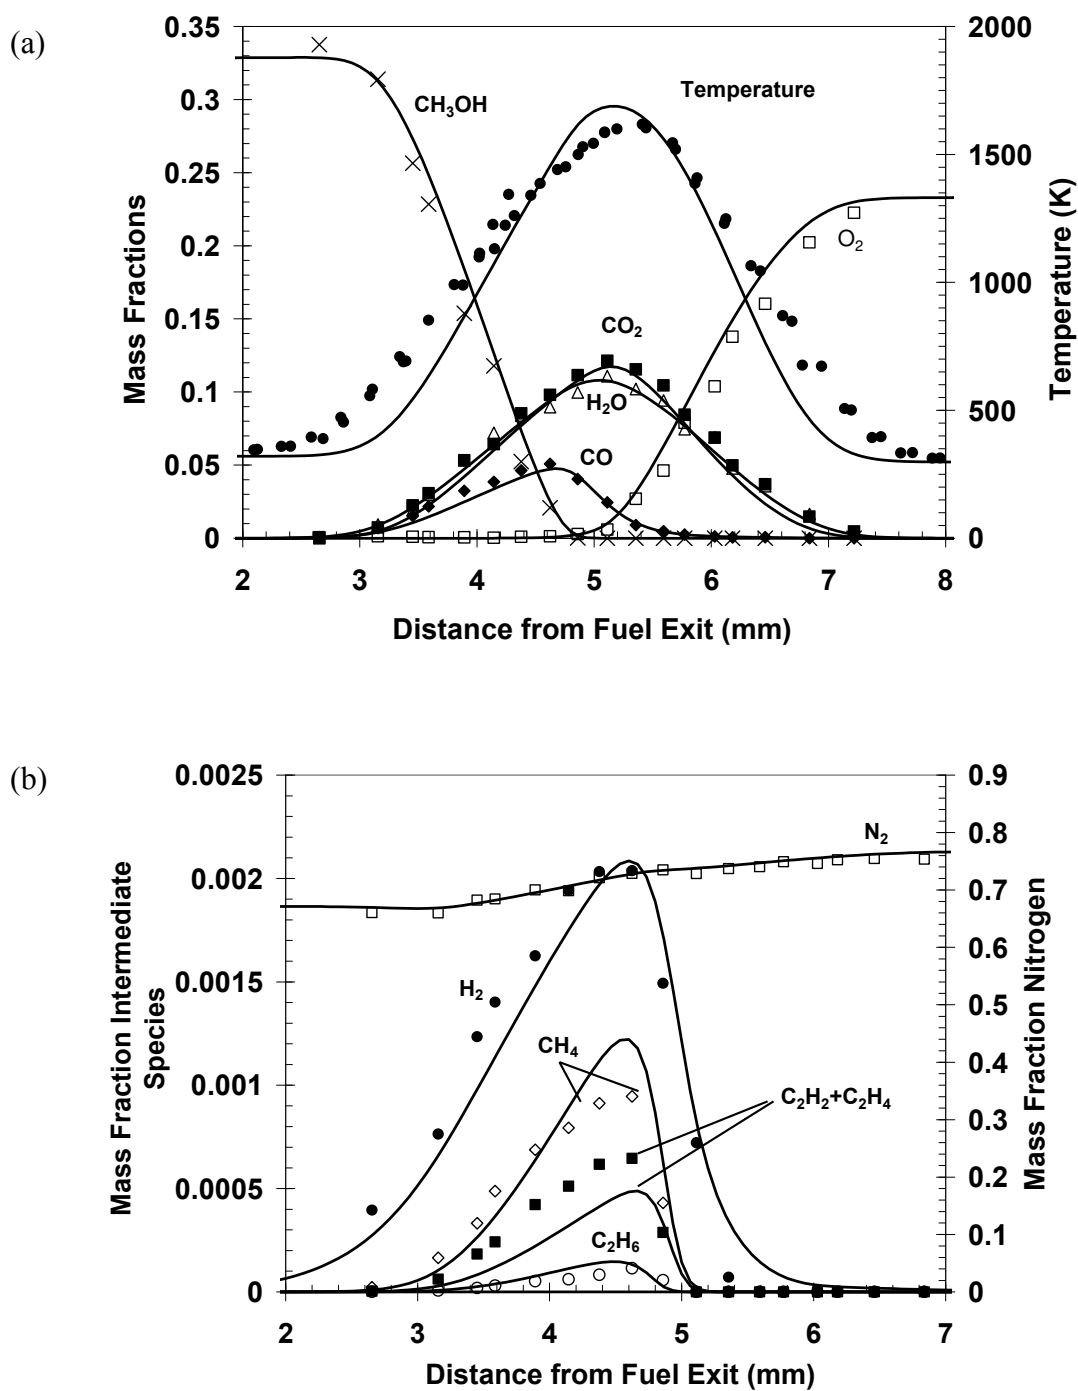 (a)
0.35
0.3
0.25
0.2
0.15
0.1
0.05
0
Mass Fractions
2000
1500
1000
500
0
Temperature (K)
CH₃OH
Temperature
O₂
CO₂
H₂O
CO
2 3 4 5 6 7 8
Distance from Fuel Exit (mm)
(b)
0.0025
0.002
0.0015
0.001
0.0005
0
Mass Fraction Intermediate
Species
0.9
0.8
0.7
0.6
0.5
0.4
0.3
0.2
0.1
0
Mass Fraction Nitrogen
N₂
H₂
CH₄
C₂H₂+C₂H₄
C₂H₆
2 3 4 5 6 7
Distance from Fuel Exit (mm)